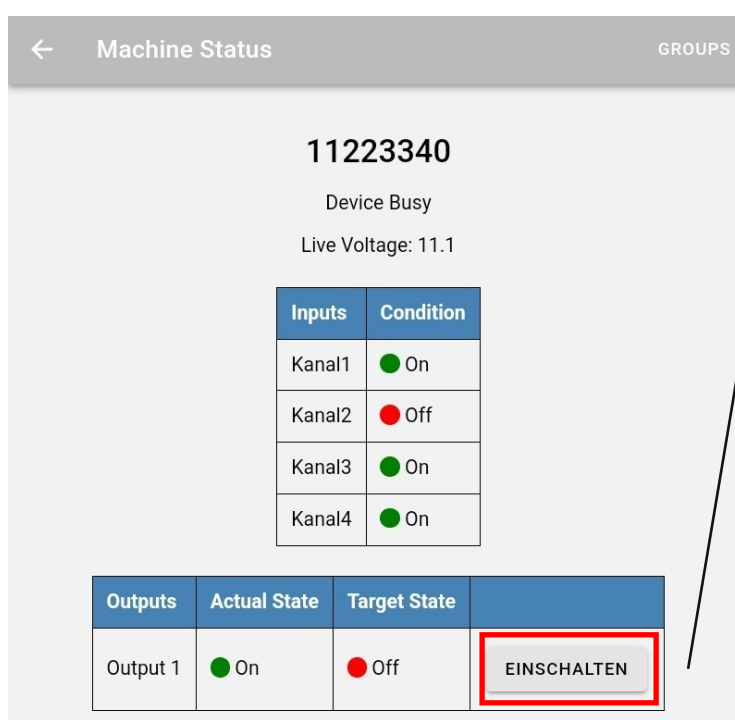 Machine Status GROUPS
11223340
Device Busy
Live Voltage: 11.1
Inputs Condition
Kanal1 On
Kanal2 Off
Kanal3 On
Kanal4 On
Outputs Actual State Target State
Output 1 On Off EINSCHALTEN